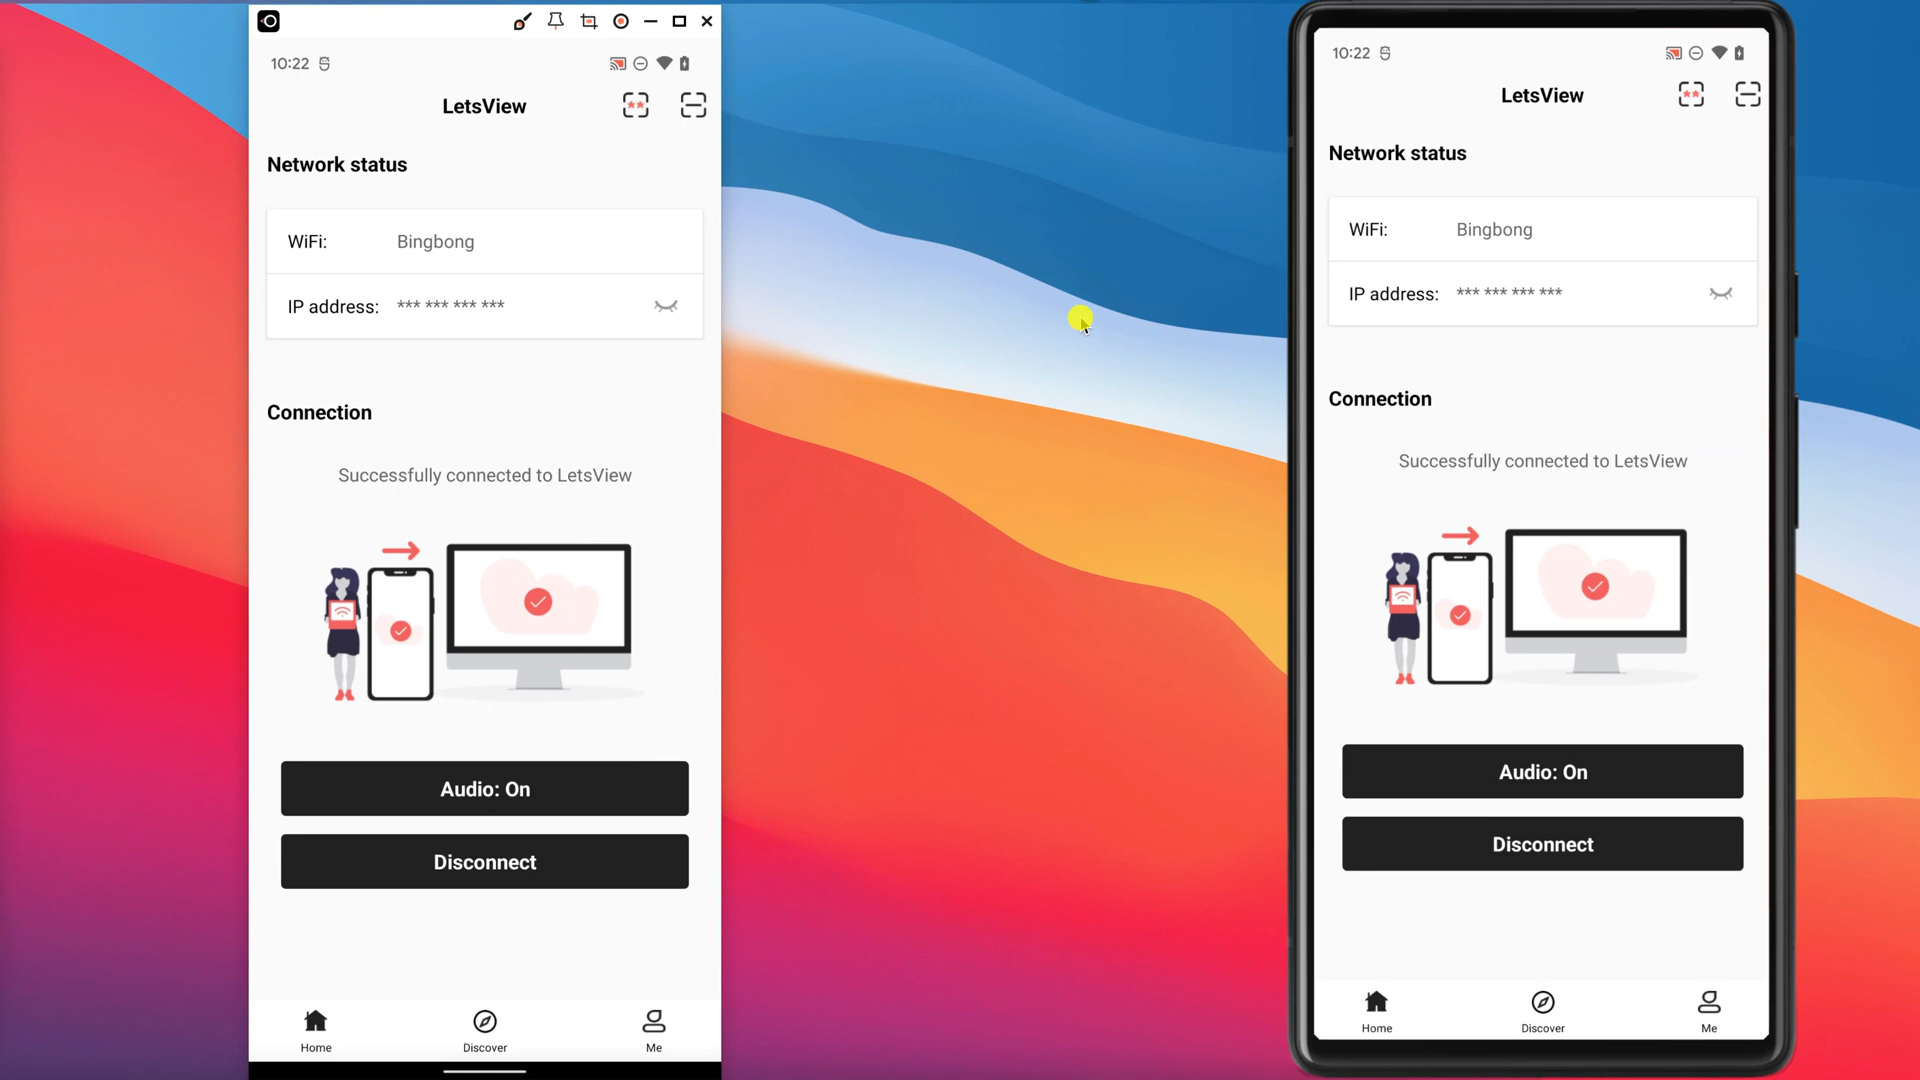 10:22
LetsView
Network status
WiFi: Bingbong
IP address: *** *** *** ***
Connection
Successfully connected to LetsView
Audio: On
Disconnect
Home Discover Me
10:22
LetsView
Network status
WiFi: Bingbong
IP address: *** *** *** ***
Connection
Successfully connected to LetsView
Audio: On
Disconnect
Home Discover Me